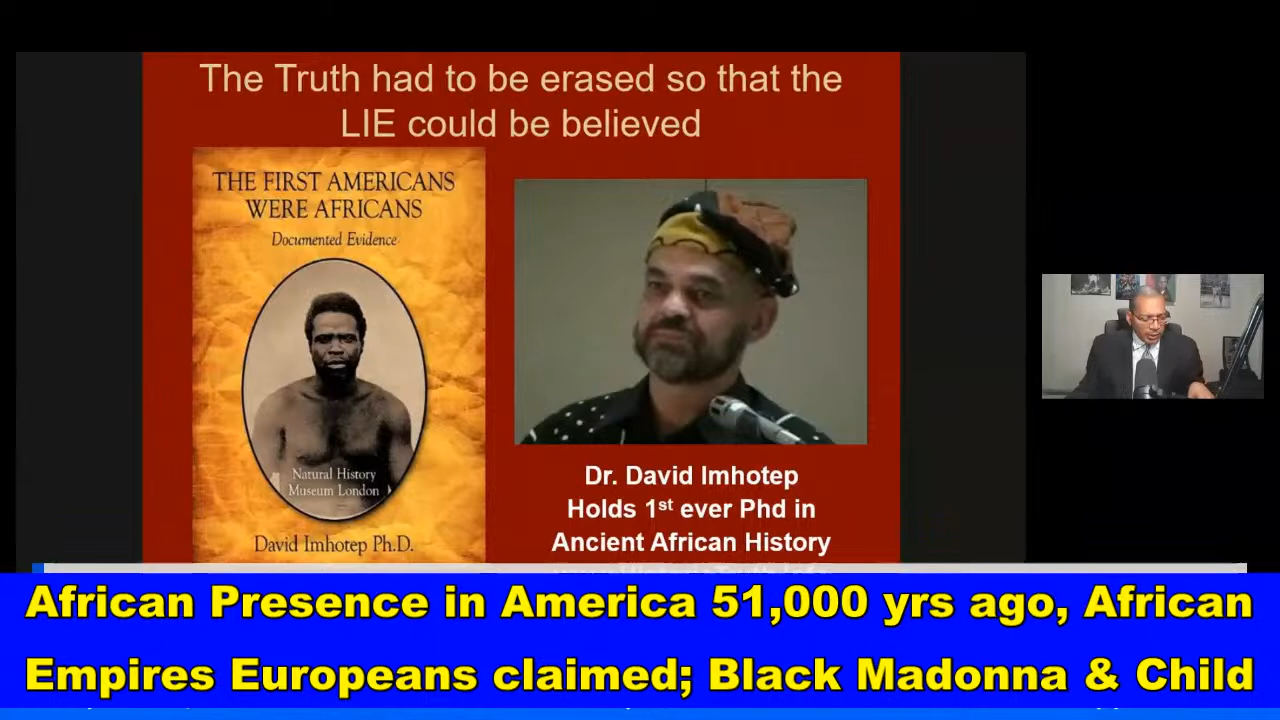 The Truth had to be erased so that the
LIE could be believed
THE FIRST AMERICANS
WERE AFRICANS
Documented Evidence
Natural History
Museum London
David Imhotep Ph.D.
Dr. David Imhotep
Holds 1st ever Phd in
Ancient African History
African Presence in America 51,000 yrs ago, African
Empires Europeans claimed; Black Madonna & Child